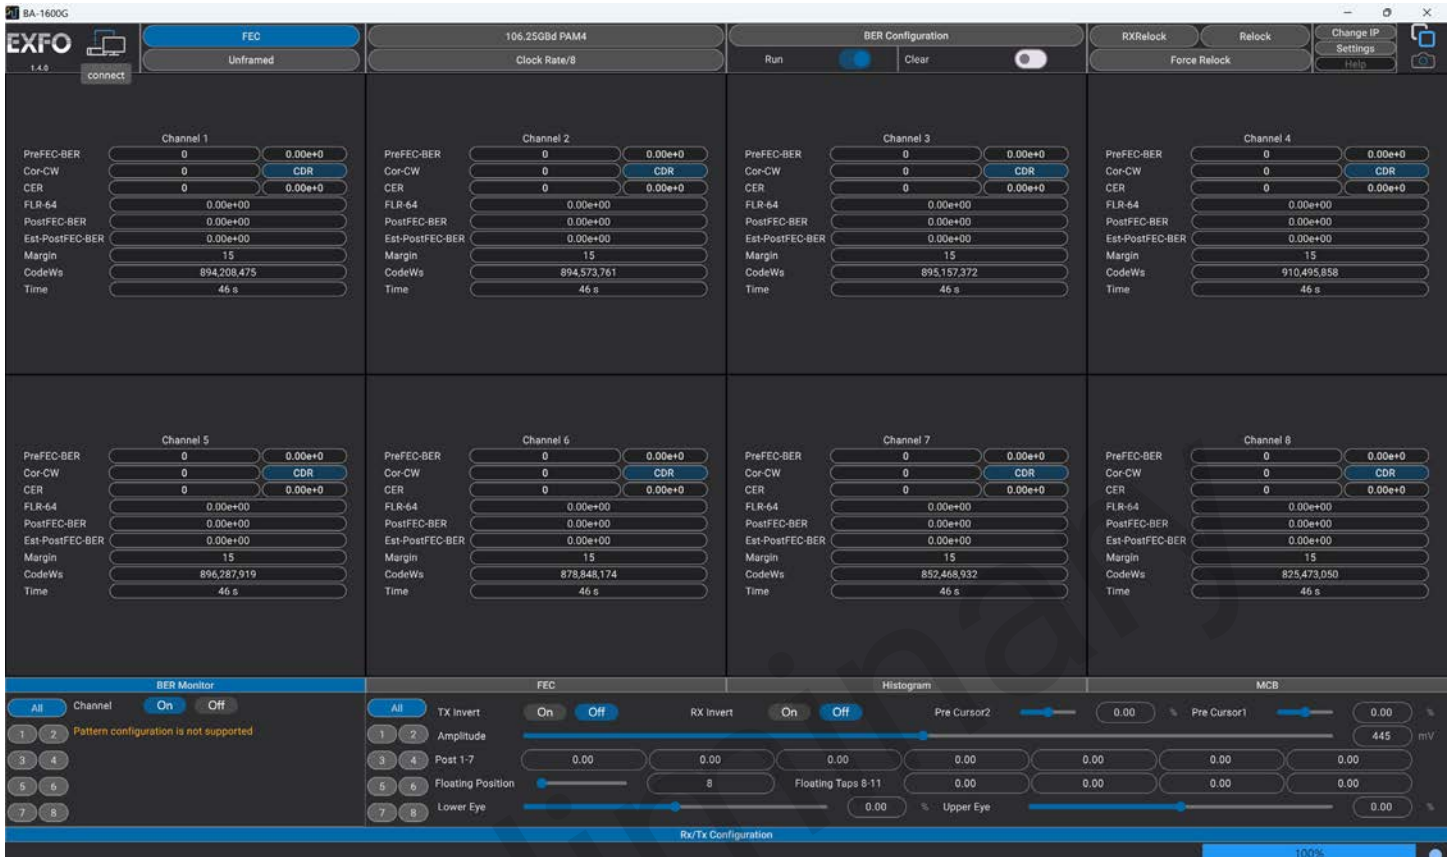 BA-1600G
EXFO FEC 106.25GBd PAM4 BER Configuration RXRelock Relock Change IP
Settings
1.4.0 Unframed Clock Rate/8 Run Clear Force Relock Help
connect
Channel 1 Channel 2 Channel 3 Channel 4
PreFEC-BER 0 0.00e+0 PreFEC-BER 0 0.00e+0 PreFEC-BER 0 0.00e+0 PreFEC-BER 0 0.00e+0
Cor-CW 0 CDR Cor-CW 0 CDR Cor-CW 0 CDR Cor-CW 0 CDR
CER 0 0.00e+0 CER 0 0.00e+0 CER 0 0.00e+0 CER 0 0.00e+0
FLR-64 0.00e+00 FLR-64 0.00e+00 FLR-64 0.00e+00 FLR-64 0.00e+00
PostFEC-BER 0.00e+00 PostFEC-BER 0.00e+00 PostFEC-BER 0.00e+00 PostFEC-BER 0.00e+00
Est-PostFEC-BER 0.00e+00 Est-PostFEC-BER 0.00e+00 Est-PostFEC-BER 0.00e+00 Est-PostFEC-BER 0.00e+00
Margin 15 Margin 15 Margin 15 Margin 15
CodeWs 894,208,475 CodeWs 894,573,761 CodeWs 895,157,372 CodeWs 910,495,858
Time 46 s Time 46 s Time 46 s Time 46 s
Channel 5 Channel 6 Channel 7 Channel 8
PreFEC-BER 0 0.00e+0 PreFEC-BER 0 0.00e+0 PreFEC-BER 0 0.00e+0 PreFEC-BER 0 0.00e+0
Cor-CW 0 CDR Cor-CW 0 CDR Cor-CW 0 CDR Cor-CW 0 CDR
CER 0 0.00e+0 CER 0 0.00e+0 CER 0 0.00e+0 CER 0 0.00e+0
FLR-64 0.00e+00 FLR-64 0.00e+00 FLR-64 0.00e+00 FLR-64 0.00e+00
PostFEC-BER 0.00e+00 PostFEC-BER 0.00e+00 PostFEC-BER 0.00e+00 PostFEC-BER 0.00e+00
Est-PostFEC-BER 0.00e+00 Est-PostFEC-BER 0.00e+00 Est-PostFEC-BER 0.00e+00 Est-PostFEC-BER 0.00e+00
Margin 15 Margin 15 Margin 15 Margin 15
CodeWs 896,287,919 CodeWs 878,848,174 CodeWs 852,468,932 CodeWs 825,473,050
Time 46 s Time 46 s Time 46 s Time 46 s
BER Monitor FEC Histogram MCB
All Channel On Off All TX Invert On Off RX Invert On Off Pre Cursor2 0.00 % Pre Cursor1 0.00 %
1 2 Pattern configuration is not supported 1 2 Amplitude 445 mV
3 4 3 4 Post 1-7 0.00 0.00 0.00 0.00 0.00 0.00 0.00
5 6 5 6 Floating Position 8 Floating Taps 8-11 0.00 0.00 0.00 0.00
7 8 7 8 Lower Eye 0.00 % Upper Eye 0.00 %
Rx/Tx Configuration
100%